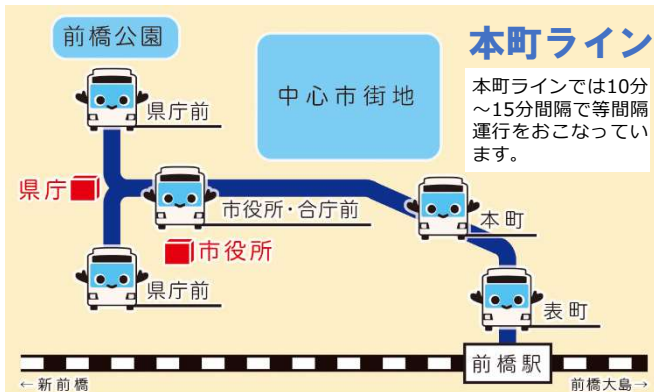 前橋公園
本町ライン
本町ラインでは10分
～15分間隔で等間隔
運行をおこなってい
ます。
中心市街地
県庁前
県庁
市役所・合庁前
本町
市役所
県庁前
表町
前橋駅
←新前橋
前橋大島→